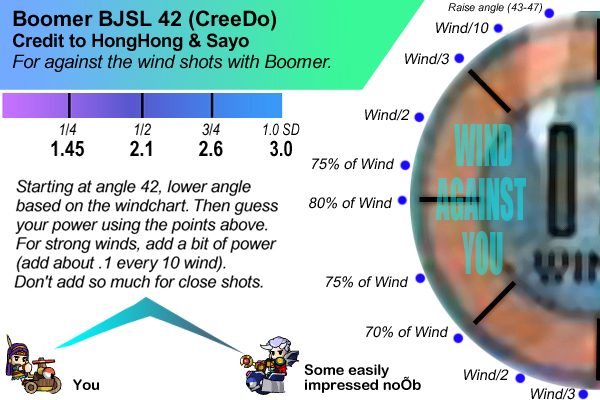 Boomer BJSL 42 (CreeDo)
Credit to HongHong & Sayo
For against the wind shots with Boomer.
Raise angle (43-47)
Wind/10
Wind/3
Wind/2
75% of Wind
80% of Wind
75% of Wind
70% of Wind
Wind/2
Wind/3
WIND
AGAINST
YOU
WIN
1/4 1/2 3/4 1.0 SD
1.45 2.1 2.6 3.0
Starting at angle 42, lower angle
based on the windchart. Then guess
your power using the points above.
For strong winds, add a bit of power
(add about .1 every 10 wind).
Don't add so much for close shots.
You
Some easily
impressed noÕb